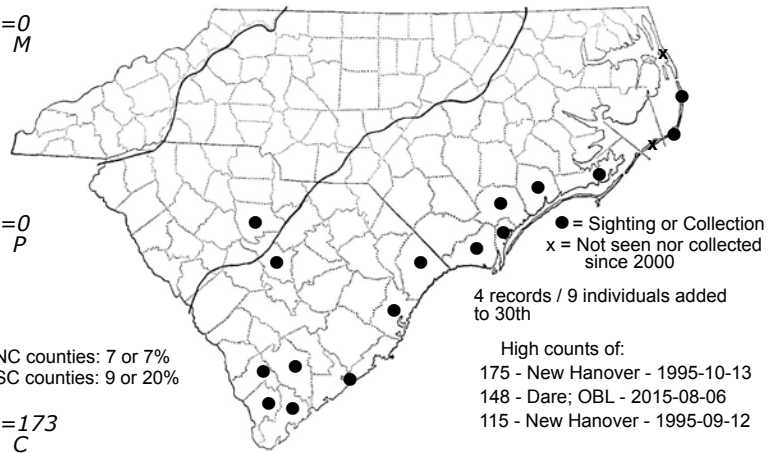 =0
M
=0
P
● = Sighting or Collection
x = Not seen nor collected
since 2000
4 records / 9 individuals added
to 30th
NC counties: 7 or 7%
SC counties: 9 or 20%
High counts of:
175 - New Hanover - 1995-10-13
148 - Dare; OBL - 2015-08-06
115 - New Hanover - 1995-09-12
=173
C
x
x